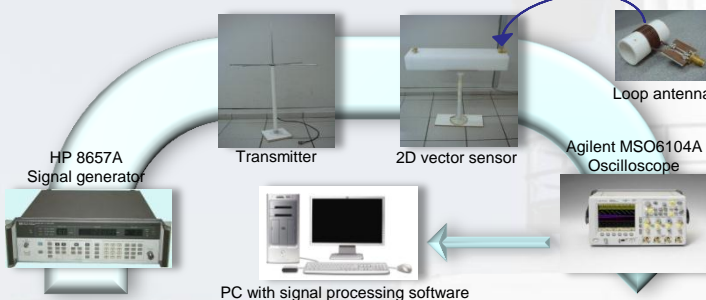 HP 8657A
Signal generator
Transmitter
2D vector sensor
Loop antenna
Agilent MSO6104A
Oscilloscope
PC with signal processing software